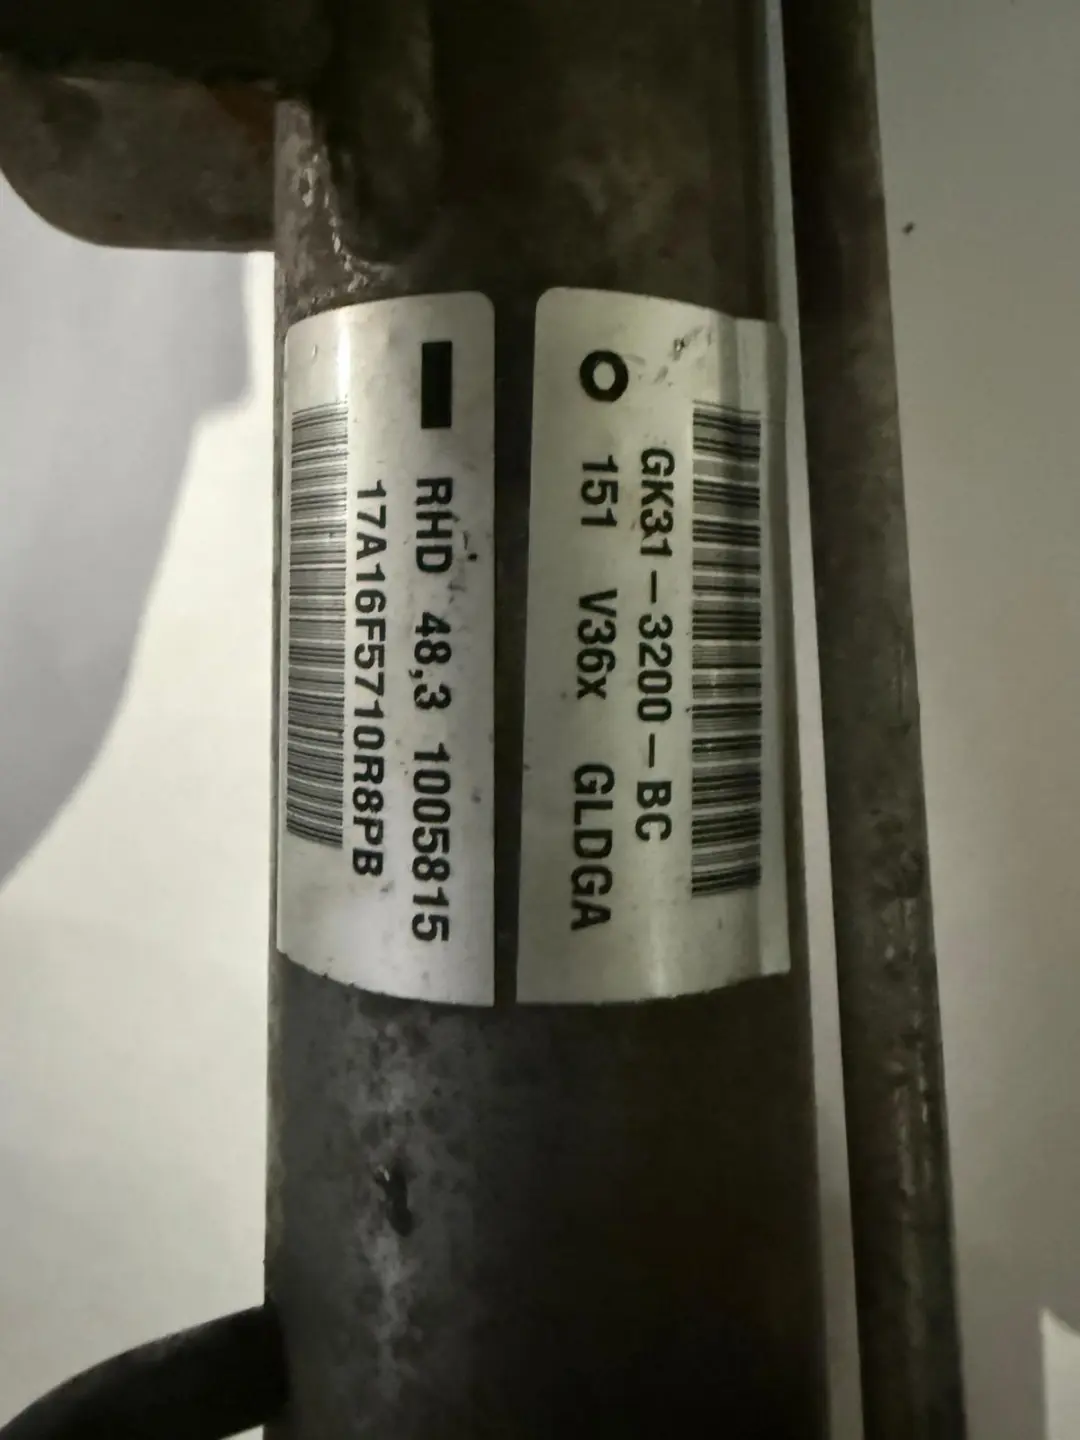 GK31-3200-BC
151 V36x GLDGA
RHD 48,3 1005815
17A16F5710R8PB